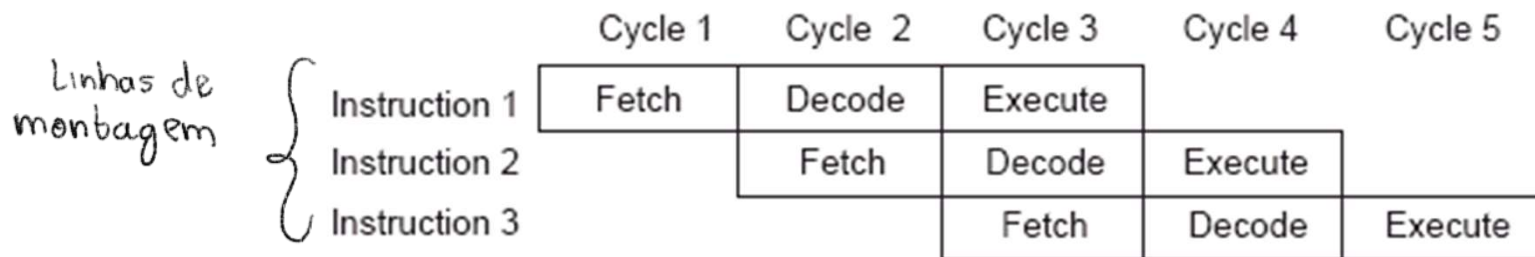 Cycle 1 Cycle 2 Cycle 3 Cycle 4 Cycle 5
Linhas de
montagem
Instruction 1 Fetch Decode Execute
Instruction 2 Fetch Decode Execute
Instruction 3 Fetch Decode Execute